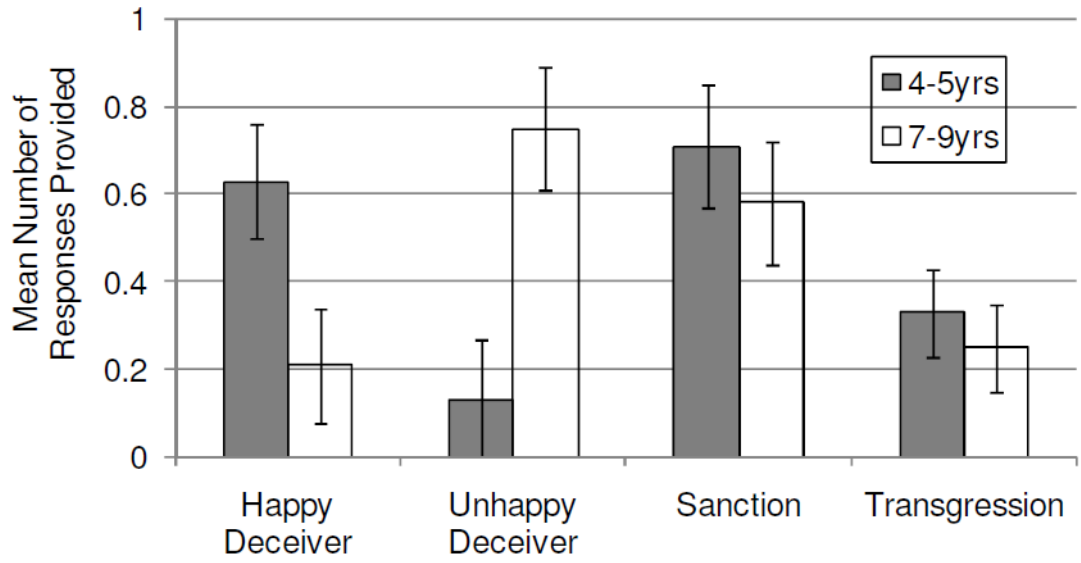 Mean Number of
Responses Provided
1
0.8
0.6
0.4
0.2
0
4-5yrs
7-9yrs
Happy
Deceiver
Unhappy
Deceiver
Sanction
Transgression